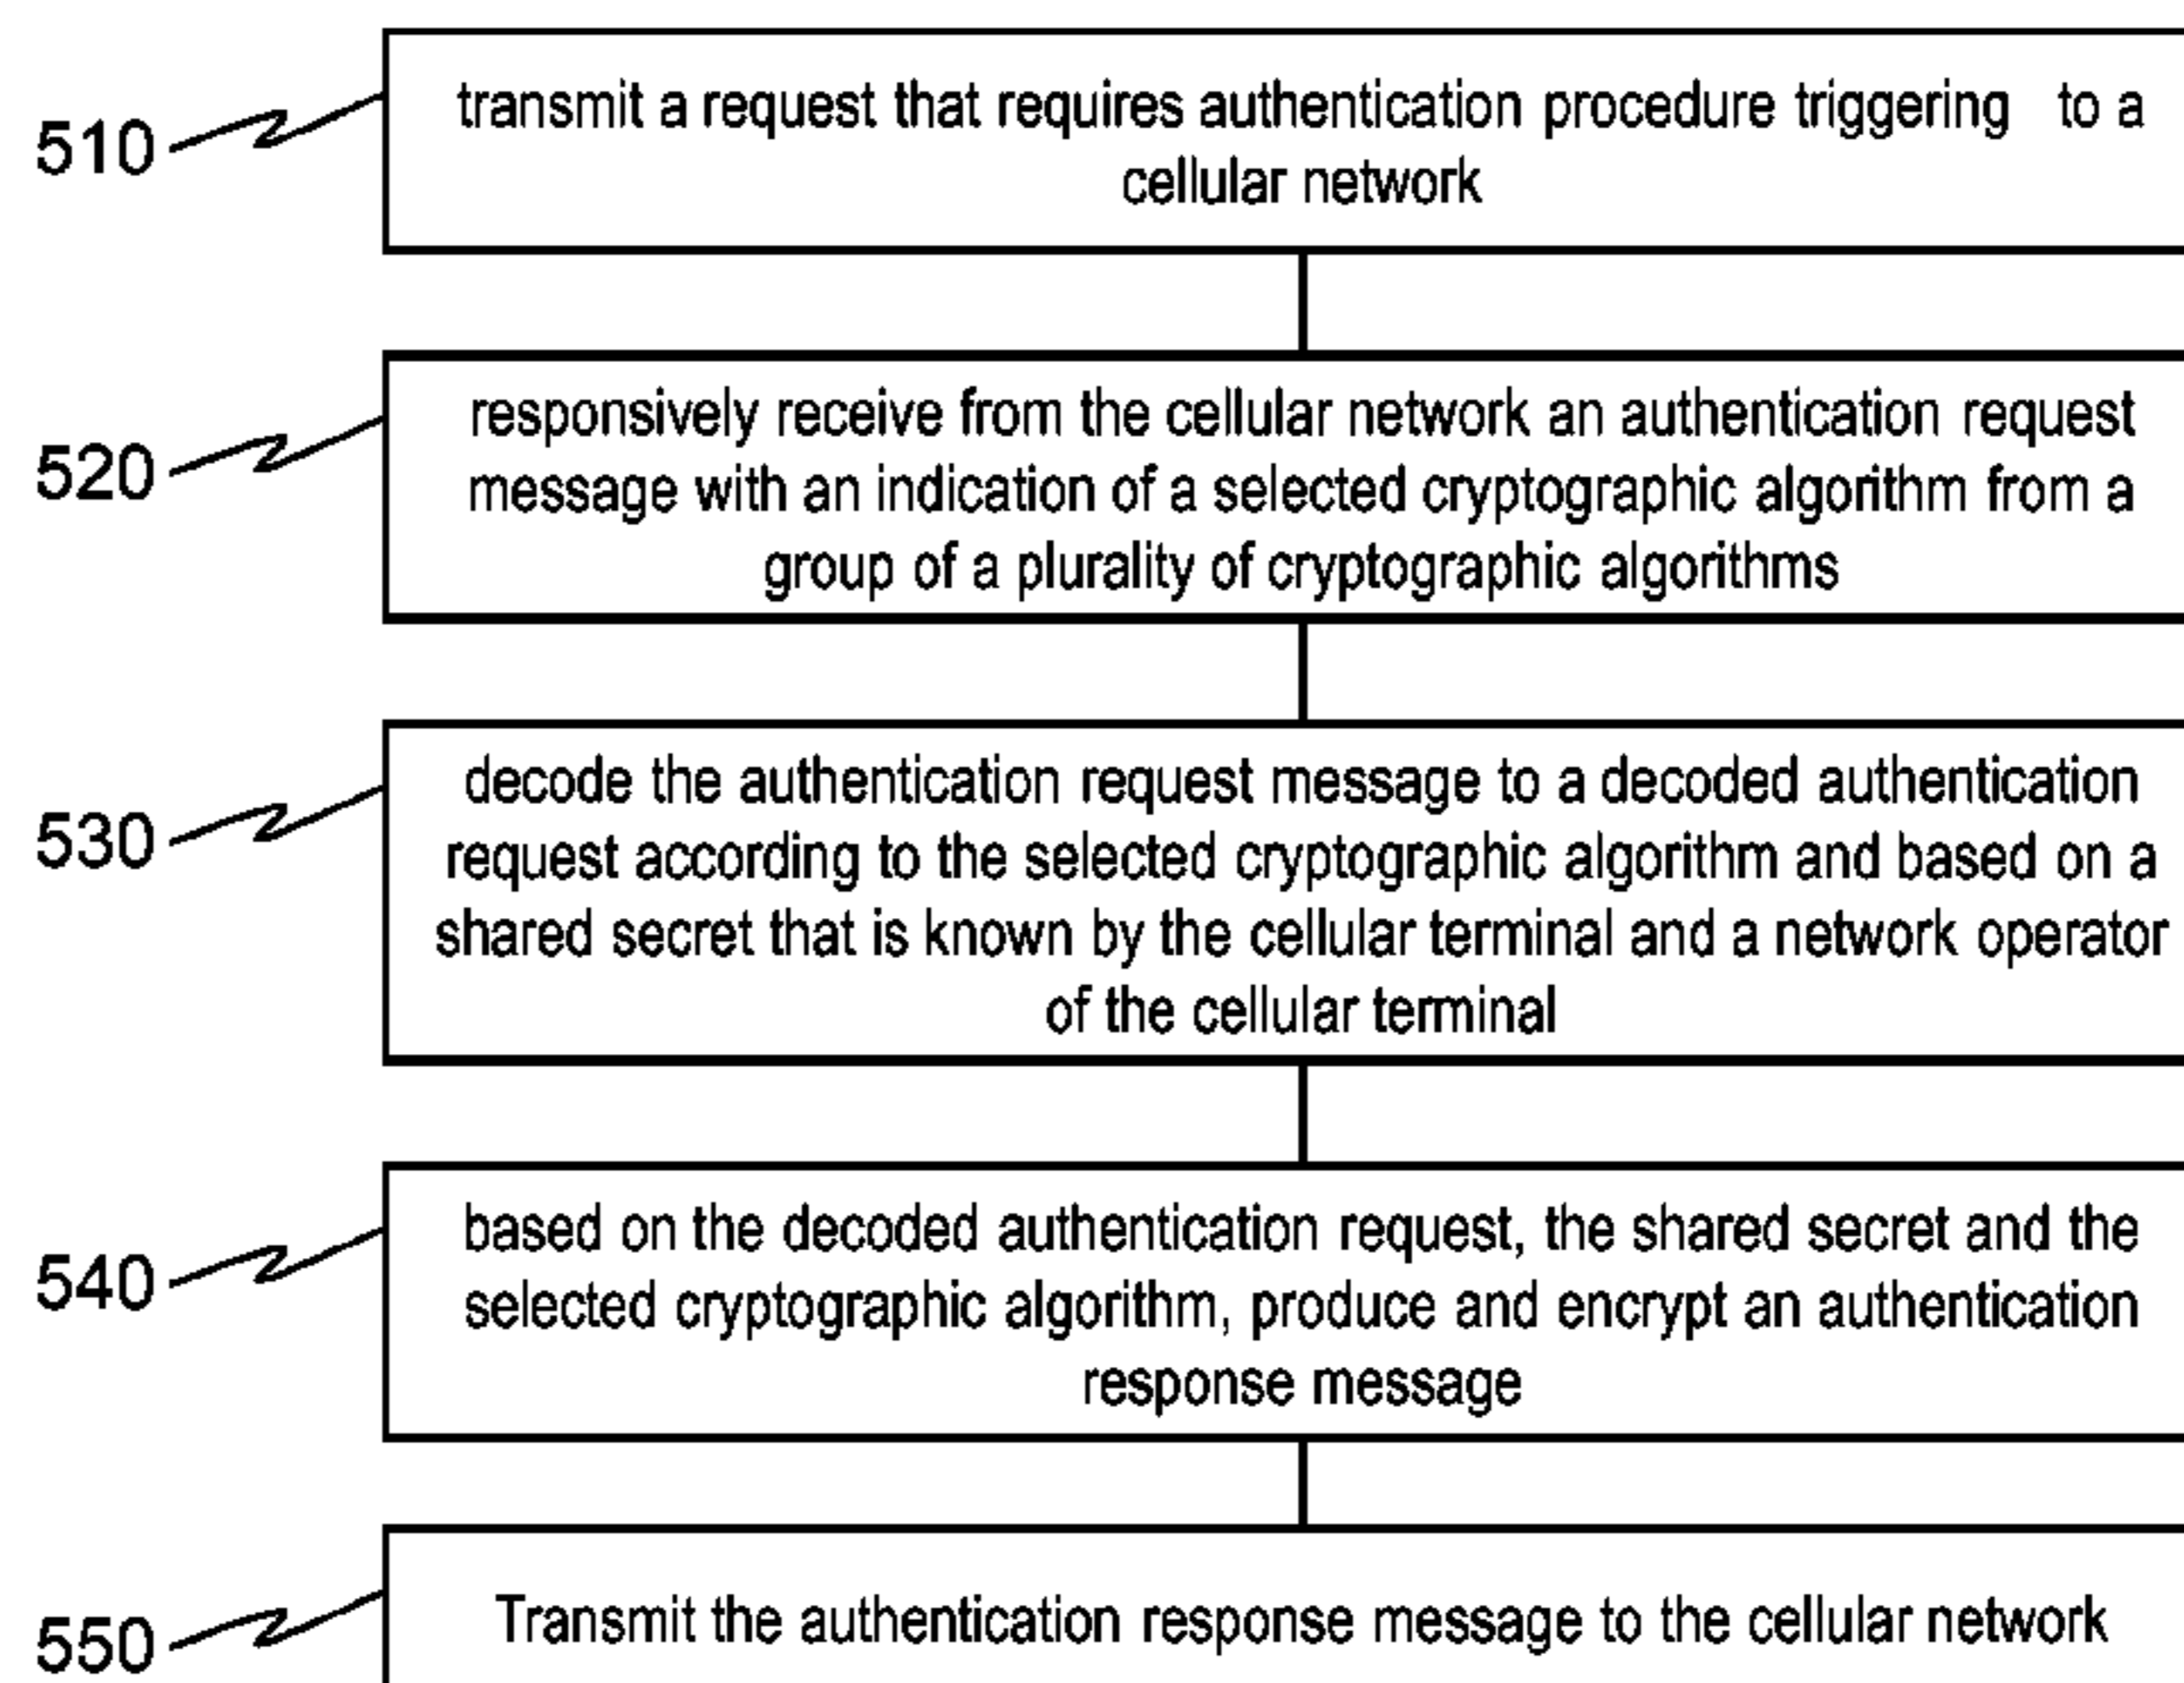 510
transmit a request that requires authentication procedure triggering to a
cellular network
520
responsively receive from the cellular network an authentication request
message with an indication of a selected cryptographic algorithm from a
group of a plurality of cryptographic algorithms
530
decode the authentication request message to a decoded authentication
request according to the selected cryptographic algorithm and based on a
shared secret that is known by the cellular terminal and a network operator
of the cellular terminal
540
based on the decoded authentication request, the shared secret and the
selected cryptographic algorithm, produce and encrypt an authentication
response message
550
Transmit the authentication response message to the cellular network